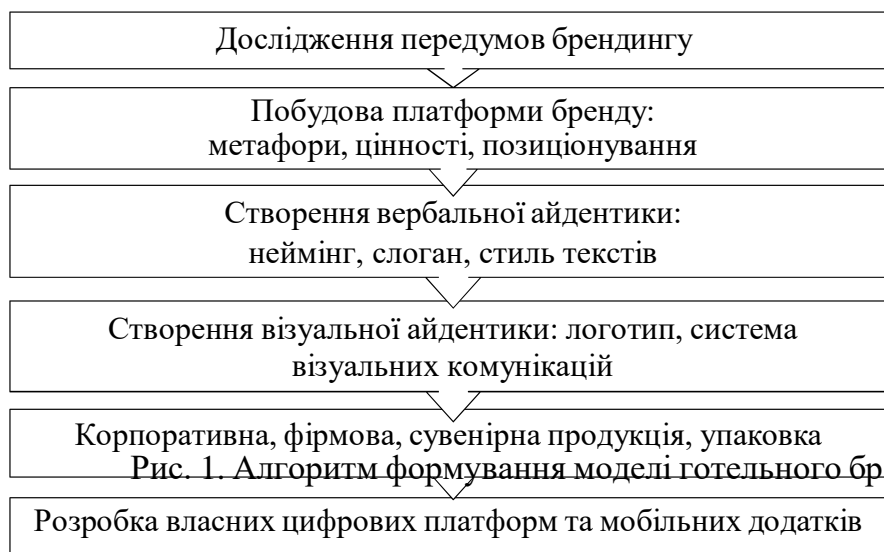 Дослідження передумов брендингу
Побудова платформи бренду:
метафори, цінності, позиціонування
Створення вербальної айдентики:
неймінг, слоган, стиль текстів
Створення візуальної айдентики: логотип, система
візуальних комунікацій
Корпоративна, фірмова, сувенірна продукція, упаковка
Рис. 1. Алгоритм формування моделі готельного бр
Розробка власних цифрових платформ та мобільних додатків